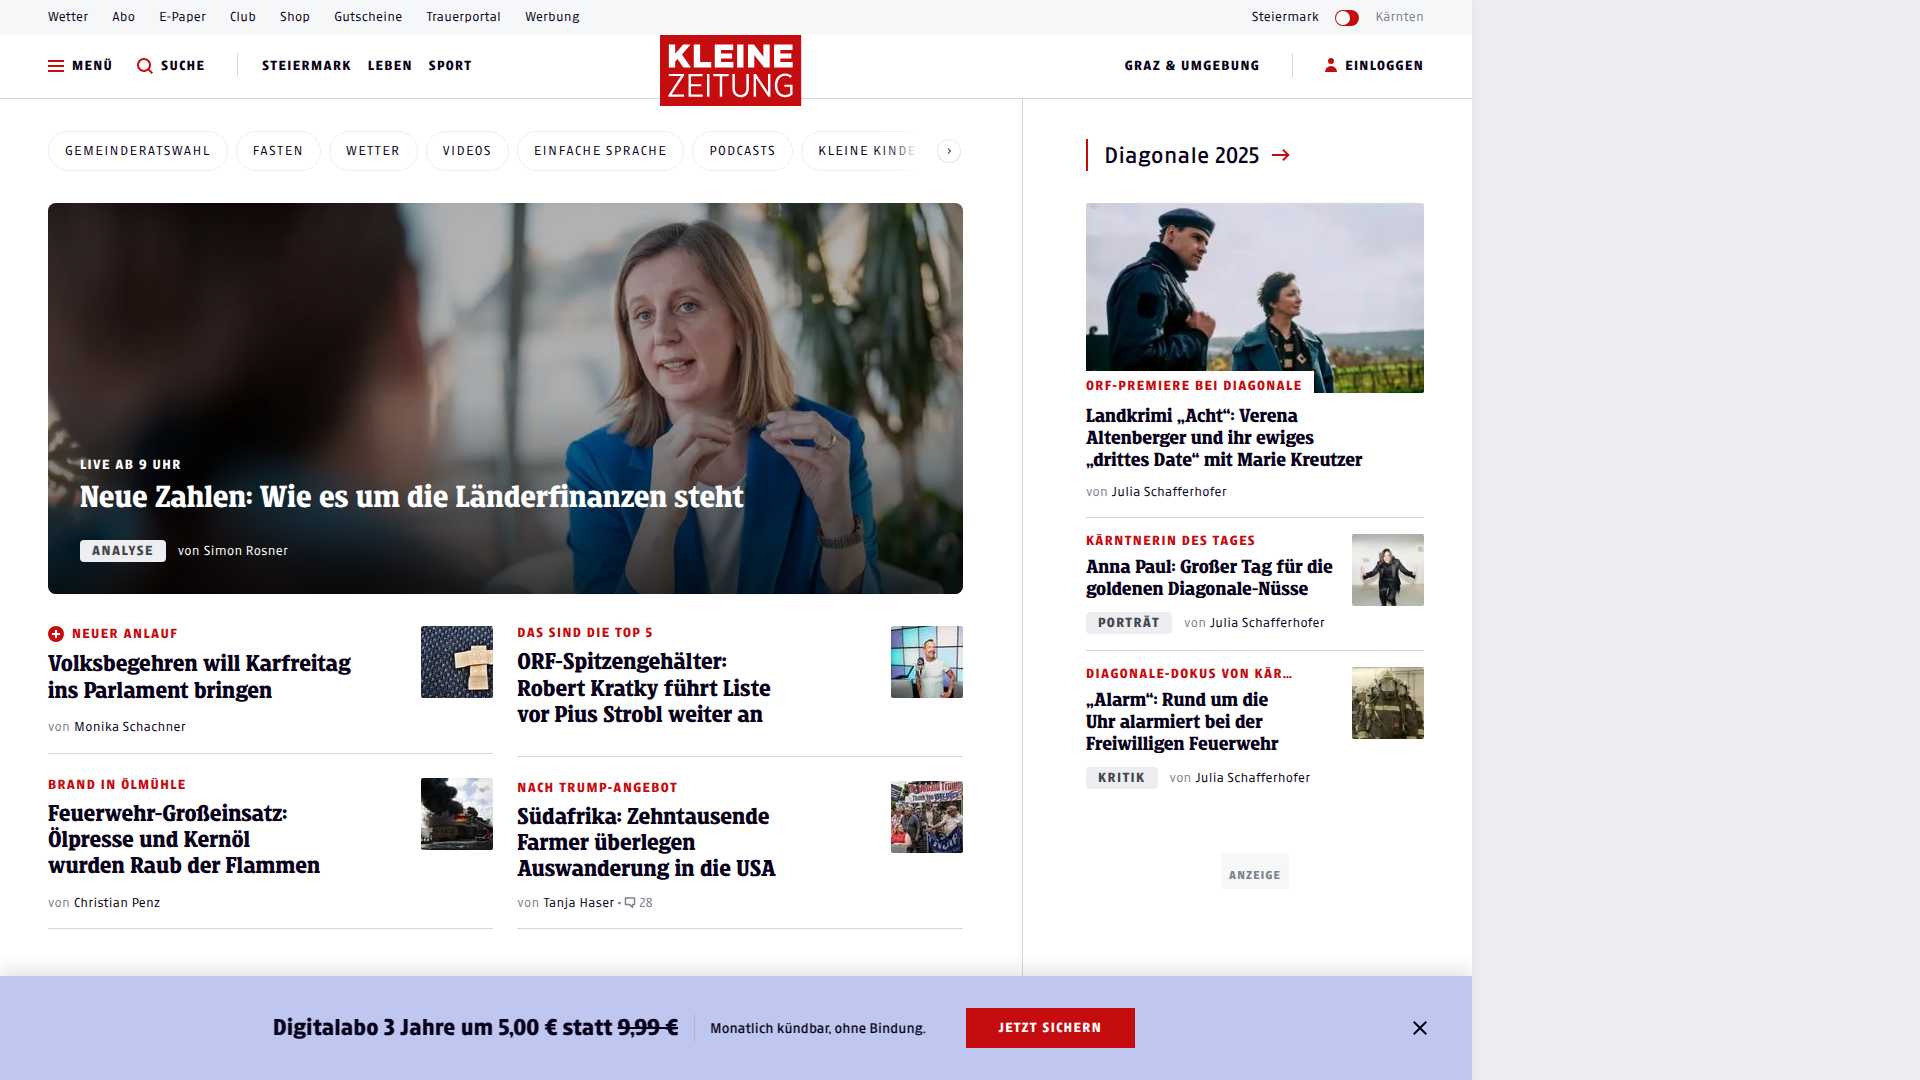 Wetter Abo E-Paper Club Shop Gutscheine Trauerportal Werbung
Steiermark Kärnten
MENÜ SUCHE STEIERMARK LEBEN SPORT
KLEINE
ZEITUNG
GRAZ & UMGEBUNG EINLOGGEN
GEMEINDERATSWAHL FASTEN WETTER VIDEOS EINFACHE SPRACHE PODCASTS KLEINE KINDE
LIVE AB 9 UHR
Neue Zahlen: Wie es um die Länderfinanzen steht
ANALYSE von Simon Rosner
NEUER ANLAUF
Volksbegehren will Karfreitag
ins Parlament bringen
von Monika Schachner
DAS SIND DIE TOP 5
ORF-Spitzengehälter:
Robert Kratky führt Liste
vor Pius Strobl weiter an
BRAND IN ÖLMÜHLE
Feuerwehr-Großeinsatz:
Ölpresse und Kernöl
wurden Raub der Flammen
von Christian Penz
NACH TRUMP-ANGEBOT
Südafrika: Zehntausende
Farmer überlegen
Auswanderung in die USA
von Tanja Haser • 28
Diagonale 2025
ORF-PREMIERE BEI DIAGONALE
Landkrimi „Acht“: Verena
Altenberger und ihr ewiges
„drittes Date“ mit Marie Kreutzer
von Julia Schafferhofer
KÄRNTNERIN DES TAGES
Anna Paul: Großer Tag für die
goldenen Diagonale-Nüsse
PORTRÄT von Julia Schafferhofer
DIAGONALE-DOKUS VON KÄR...
„Alarm“: Rund um die
Uhr alarmiert bei der
Freiwilligen Feuerwehr
KRITIK von Julia Schafferhofer
ANZEIGE
Digitalabo 3 Jahre um 5,00 € statt 9,99 €
Monatlich kündbar, ohne Bindung.
JETZT SICHERN